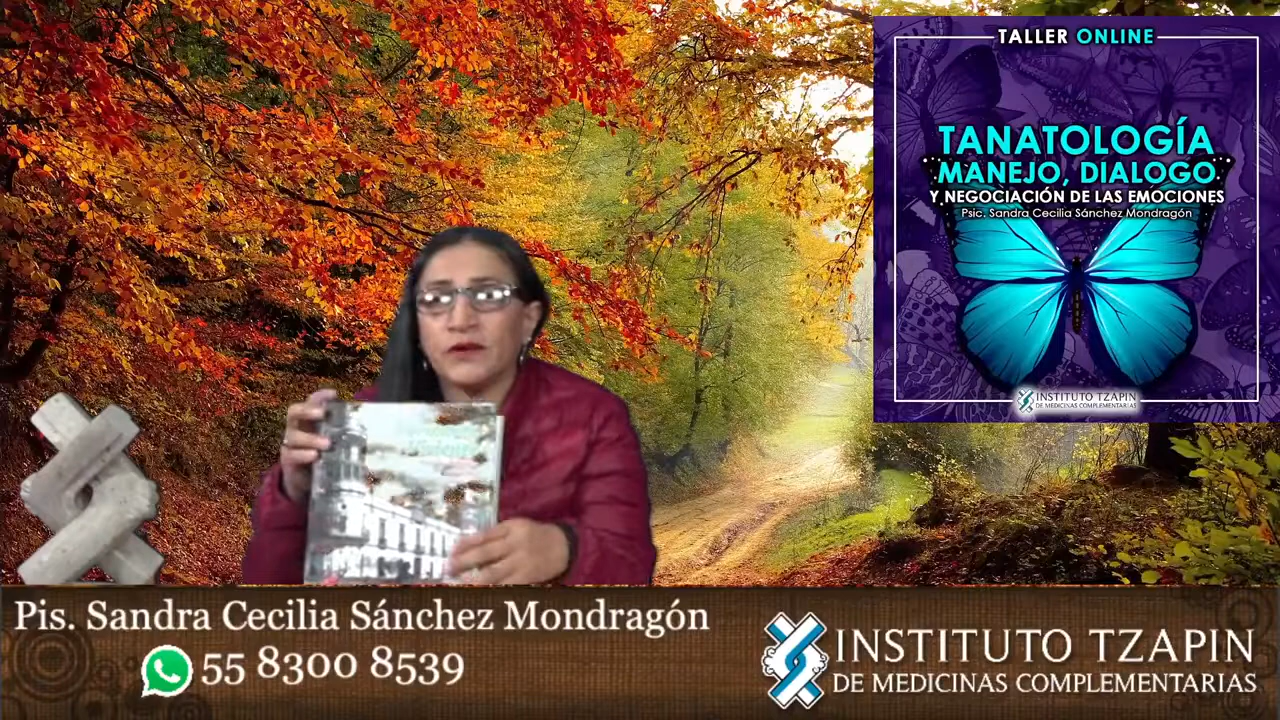 TALLER ONLINE
TANATOLOGÍA
MANEJO, DIALOGO
Y NEGOCIACIÓN DE LAS EMOCIONES
Psic. Sandra Cecilia Sánchez Mondragón
INSTITUTO TZAPIN
DE MEDICINAS COMPLEMENTARIAS
Pis. Sandra Cecilia Sánchez Mondragón
55 8300 8539
INSTITUTO TZAPIN
DE MEDICINAS COMPLEMENTARIAS